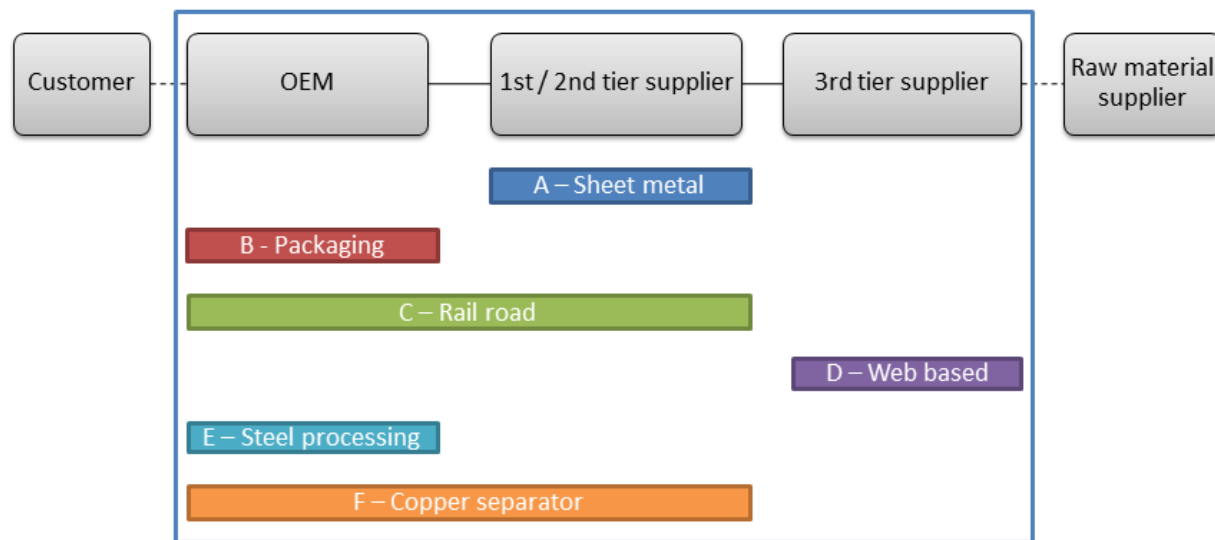 Customer
OEM
1st / 2nd tier supplier
3rd tier supplier
Raw material
supplier
A – Sheet metal
B - Packaging
C – Rail road
D – Web based
E – Steel processing
F – Copper separator